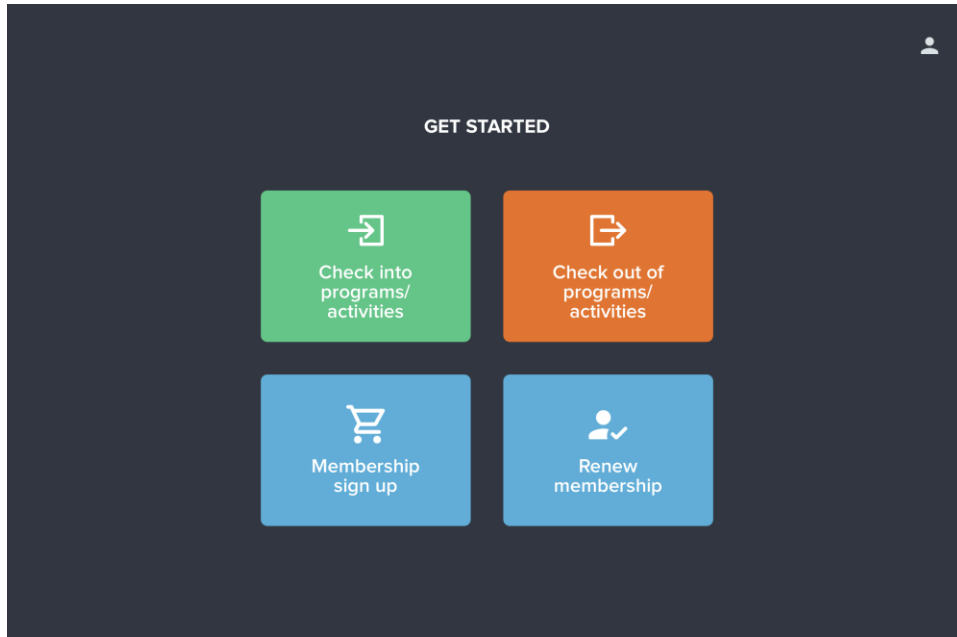 GET STARTED
Check into
programs/
activities
Check out of
programs/
activities
Membership
sign up
Renew
membership